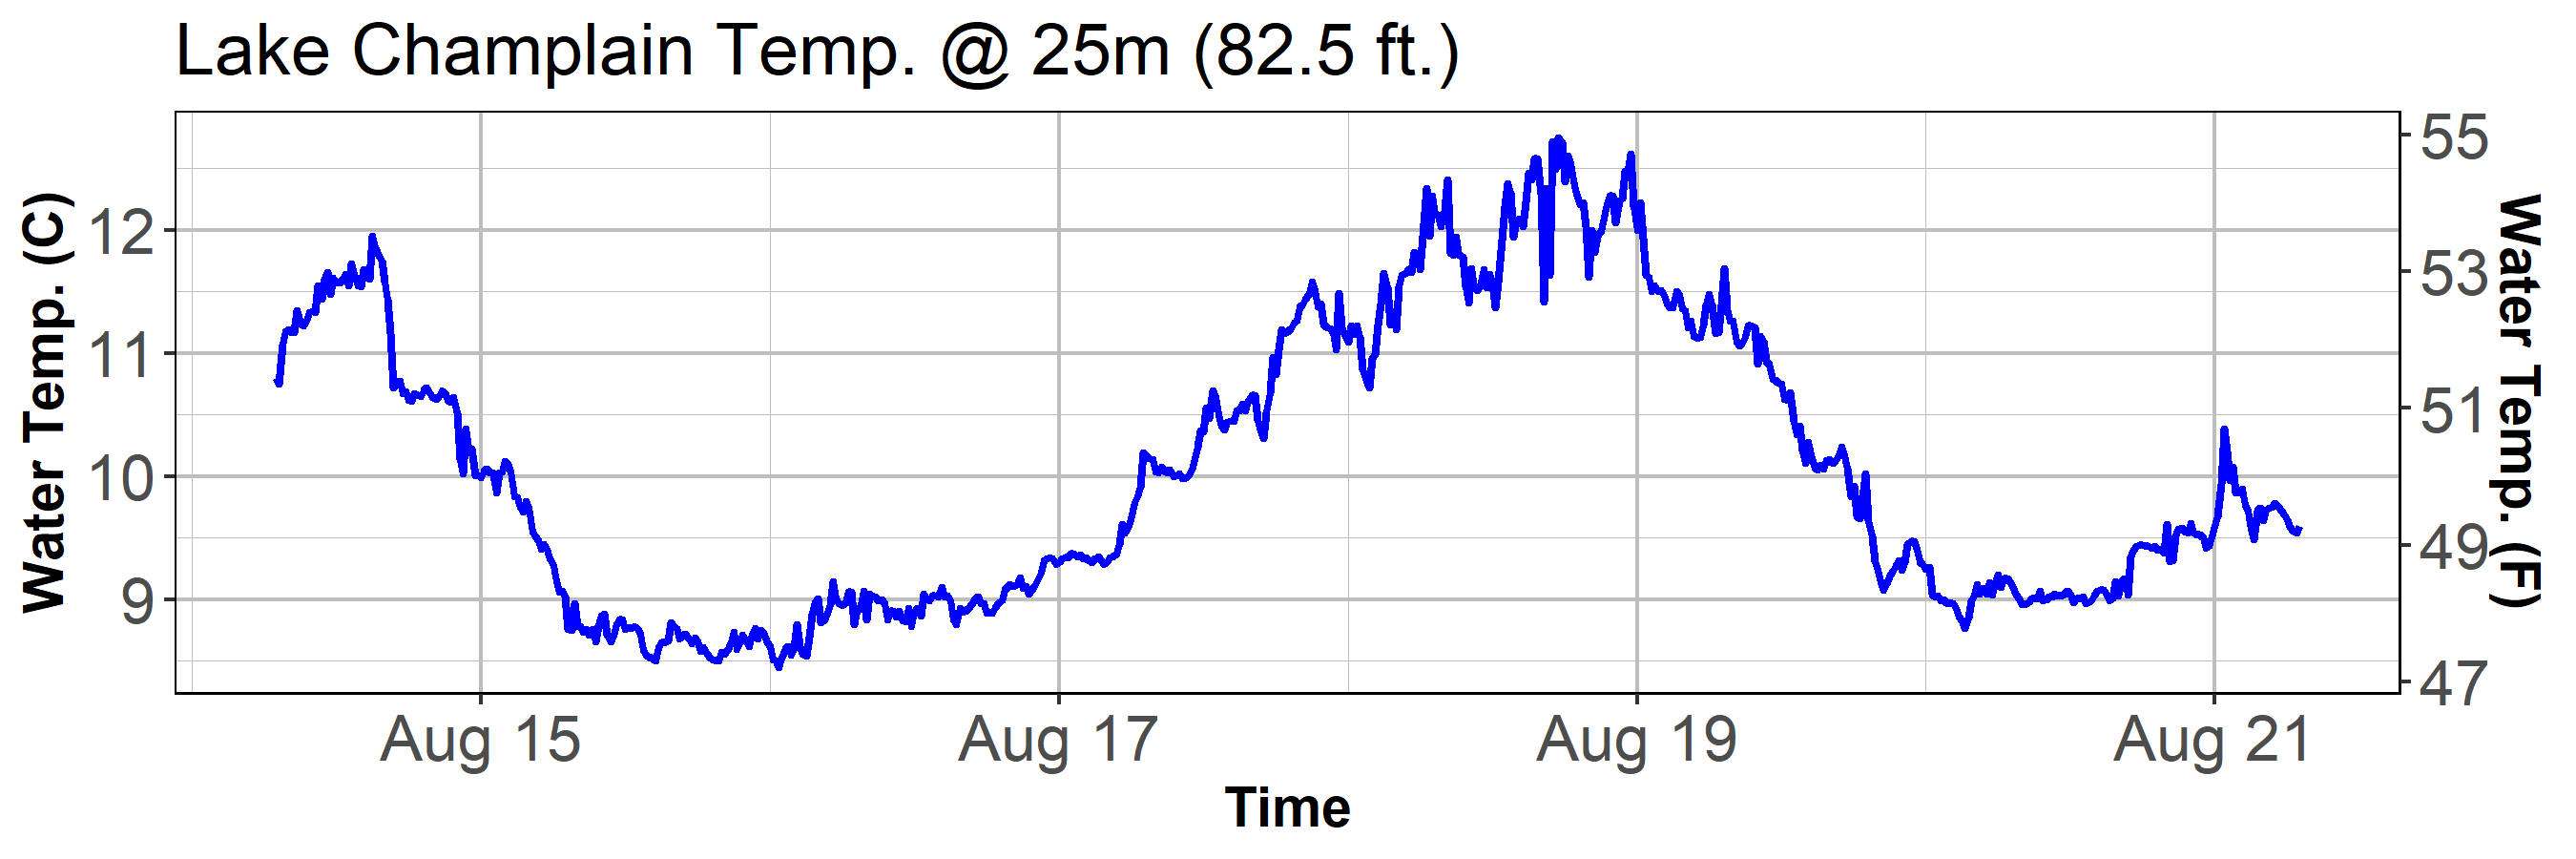 Lake Champlain Temp. @ 25m (82.5 ft.)
Water Temp. (C)
12
11
10
9
55
53
51
49
47
Water Temp. (F)
Aug 15
Aug 17
Aug 19
Aug 21
Time